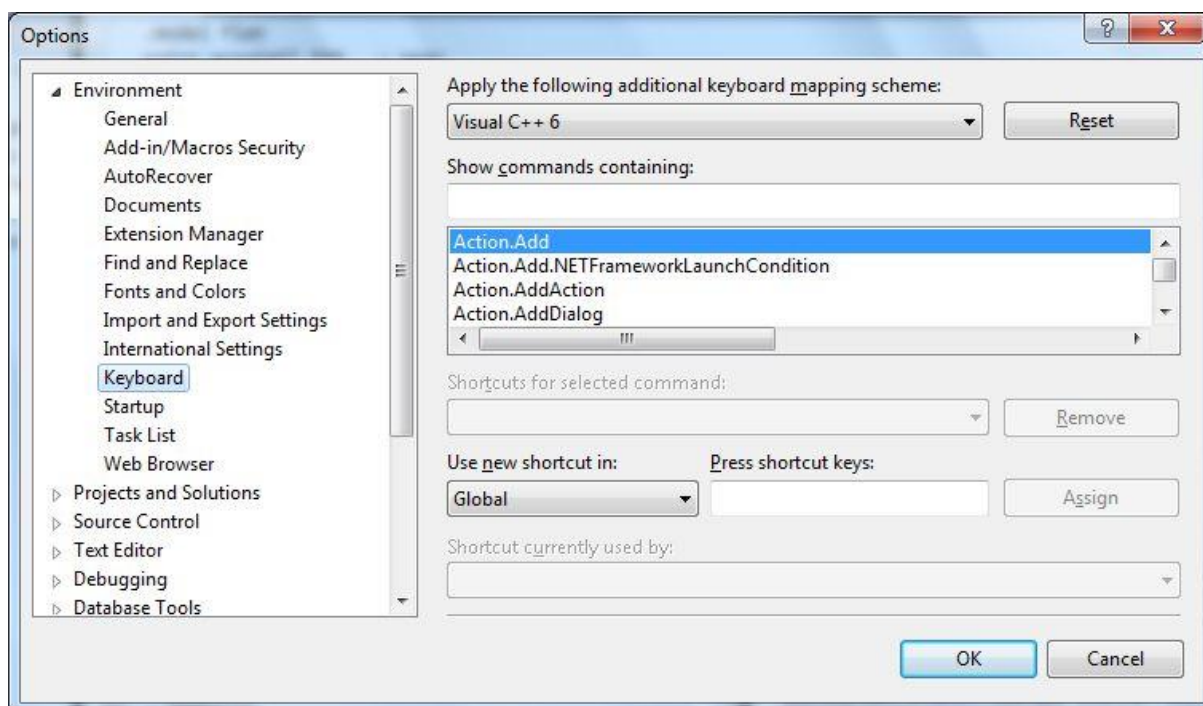 Options
Environment
General
Add-in/Macros Security
AutoRecover
Documents
Extension Manager
Find and Replace
Fonts and Colors
Import and Export Settings
International Settings
Keyboard
Startup
Task List
Web Browser
Projects and Solutions
Source Control
Text Editor
Debugging
Database Tools
Apply the following additional keyboard mapping scheme:
Visual C++ 6
Reset
Show commands containing:
Action.Add
Action.Add.NETFrameworkLaunchCondition
Action.AddAction
Action.AddDialog
Shortcuts for selected command:
Remove
Use new shortcut in:
Press shortcut keys:
Global
Assign
Shortcut currently used by:
OK
Cancel